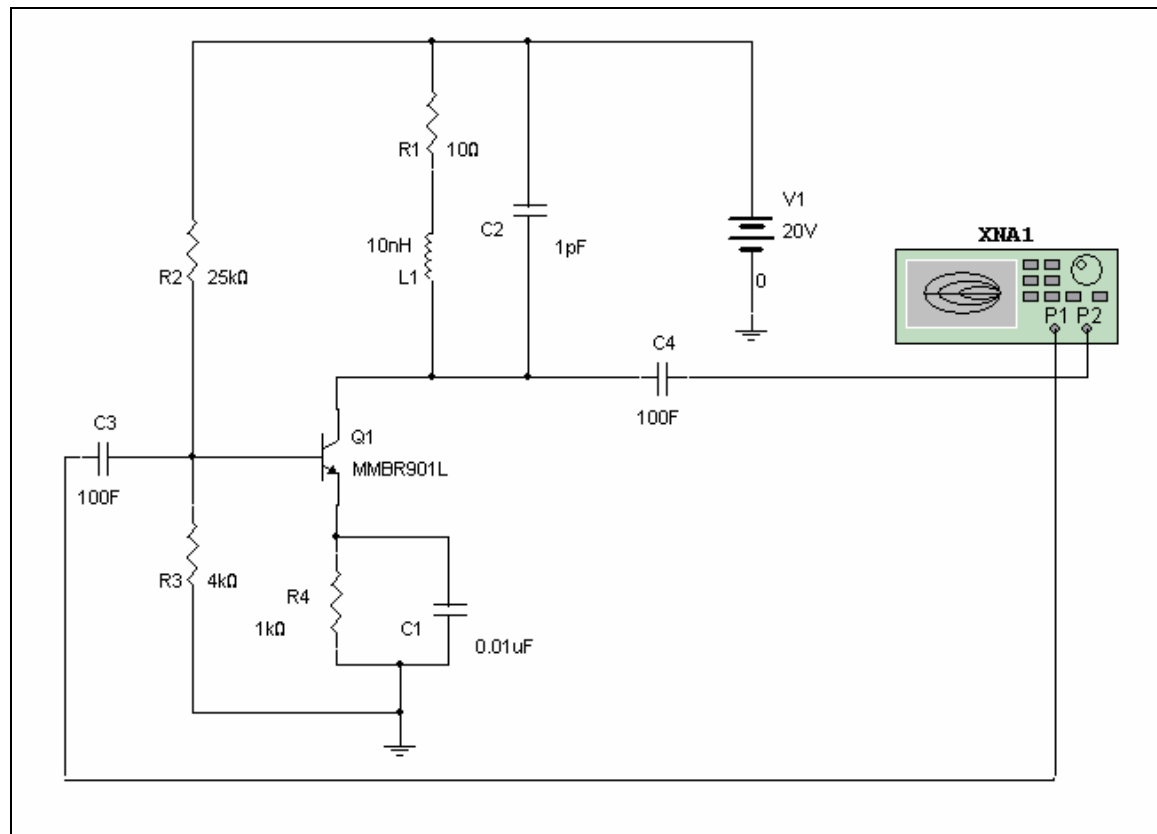 R1 10Ω
V1
20V
C2
1pF
10nH
L1
XNA1
R2 25kΩ
0
P1 P2
C4
100F
C3
Q1
MMBR901L
100F
R3 4kΩ
R4
1kΩ
C1
0.01uF